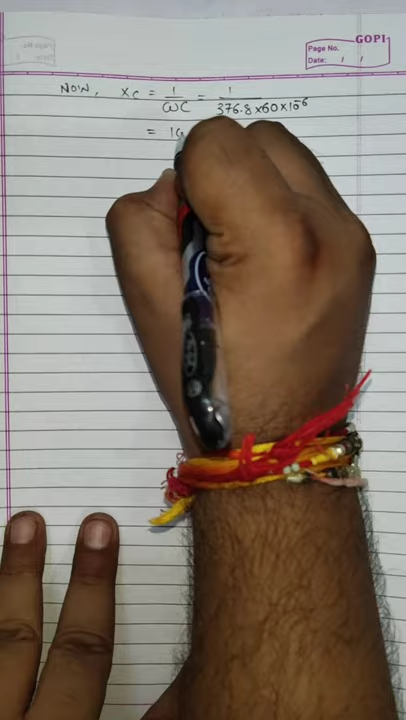 GOPI
Page No.
Date: / /
NOW, Xc = 1/ωC = 1/376.8×60×10⁻⁶
= 1